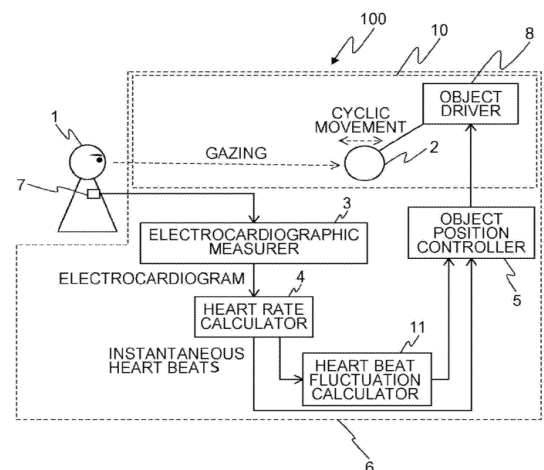 100
10
8
OBJECT
DRIVER
1
CYCLIC
MOVEMENT
GAZING
2
7
3
ELECTROCARDIOGRAPHIC
MEASURER
OBJECT
POSITION
CONTROLLER
5
ELECTROCARDIOGRAM
4
HEART RATE
CALCULATOR
INSTANTANEOUS
HEART BEATS
11
HEART BEAT
FLUCTUATION
CALCULATOR
6